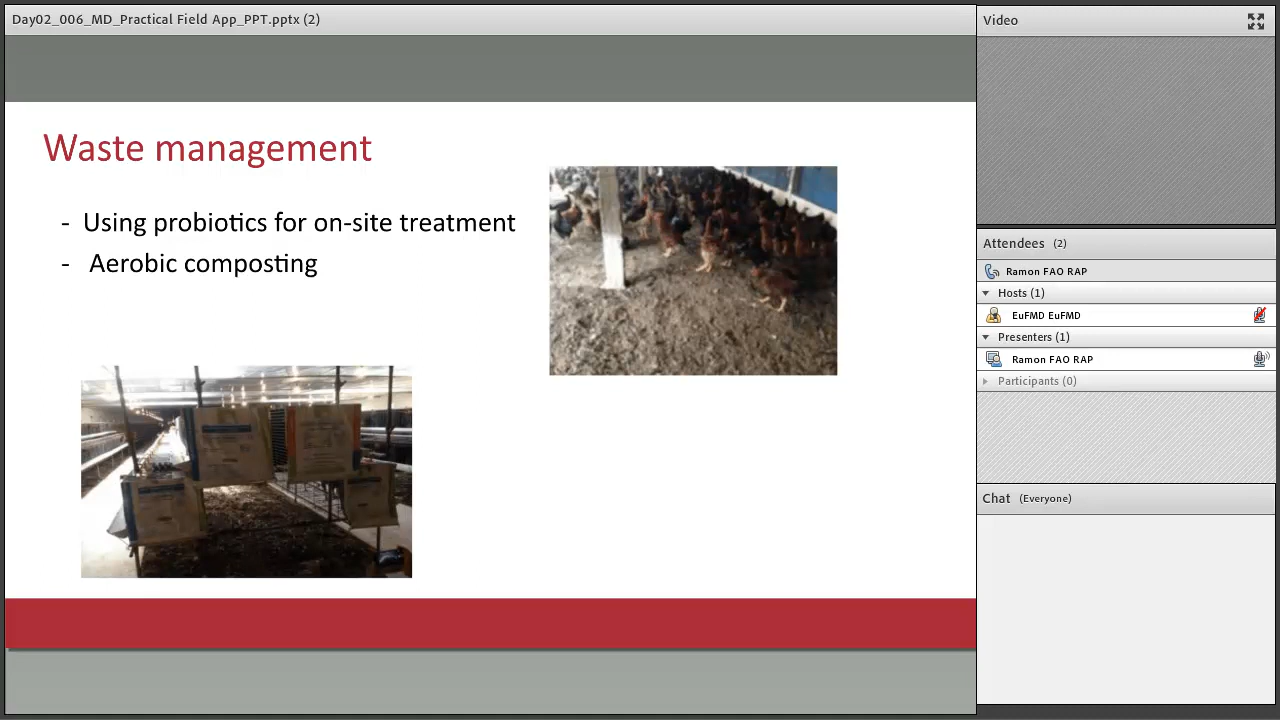 Day02_006_MD_Practical Field App_PPT.pptx (2)
Waste management
- Using probiotics for on-site treatment
- Aerobic composting
Video
Attendees (2)
Ramon FAO RAP
Hosts (1)
EuFMD EuFMD
Presenters (1)
Ramon FAO RAP
Participants (0)
Chat (Everyone)